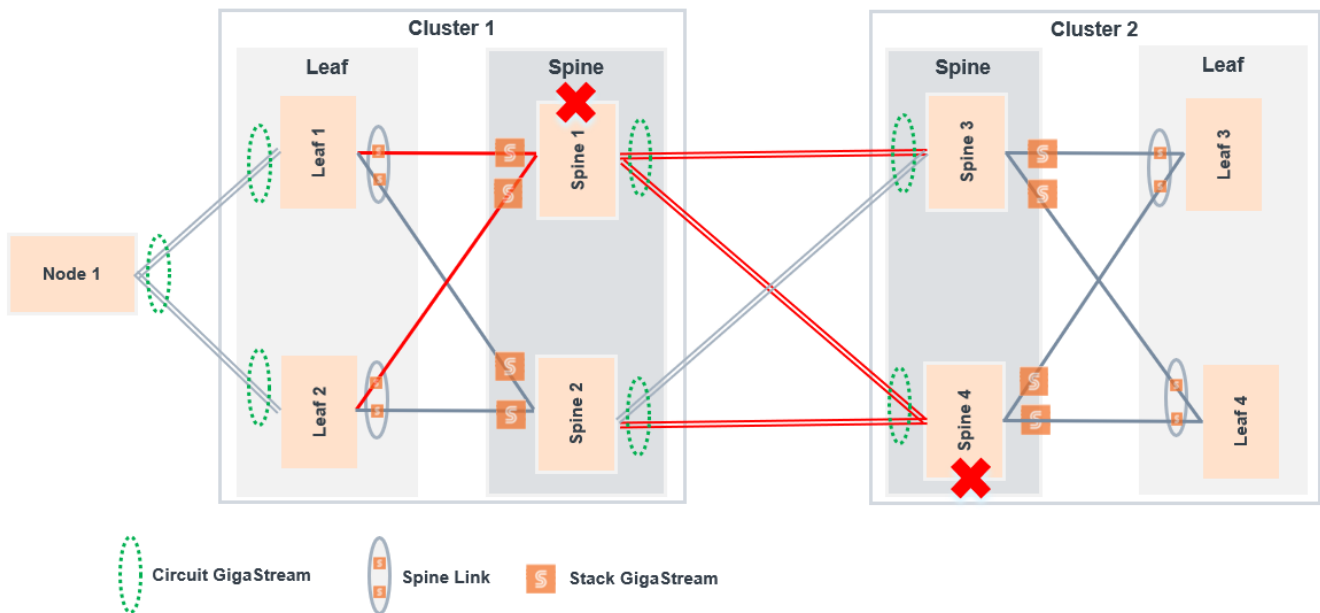 Cluster 1
Cluster 2
Leaf
Spine
Spine
Leaf
Leaf 1
Spine 1
Spine 3
Leaf 3
Node 1
Leaf 2
Spine 2
Spine 4
Leaf 4
Circuit GigaStream
Spine Link
Stack GigaStream